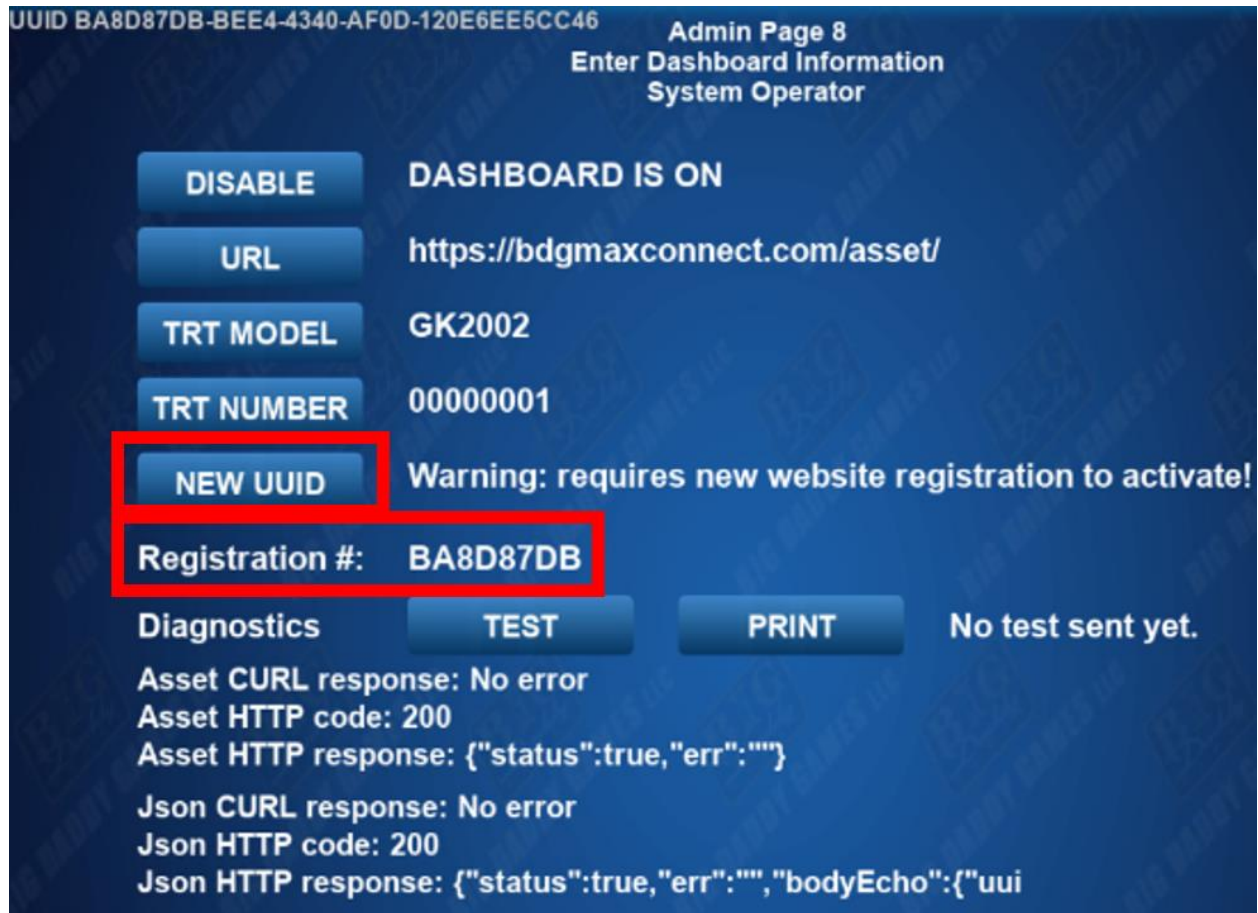 UUID BA8D87DB-BEE4-4340-AF0D-120E6EE5CC46
Admin Page 8
Enter Dashboard Information
System Operator
DISABLE DASHBOARD IS ON
URL https://bdgmaxconnect.com/asset/
TRT MODEL GK2002
TRT NUMBER 00000001
NEW UUID Warning: requires new website registration to activate!
Registration #: BA8D87DB
Diagnostics TEST PRINT No test sent yet.
Asset CURL response: No error
Asset HTTP code: 200
Asset HTTP response: {"status":true,"err":""}
Json CURL response: No error
Json HTTP code: 200
Json HTTP response: {"status":true,"err":"","bodyEcho":{"uui